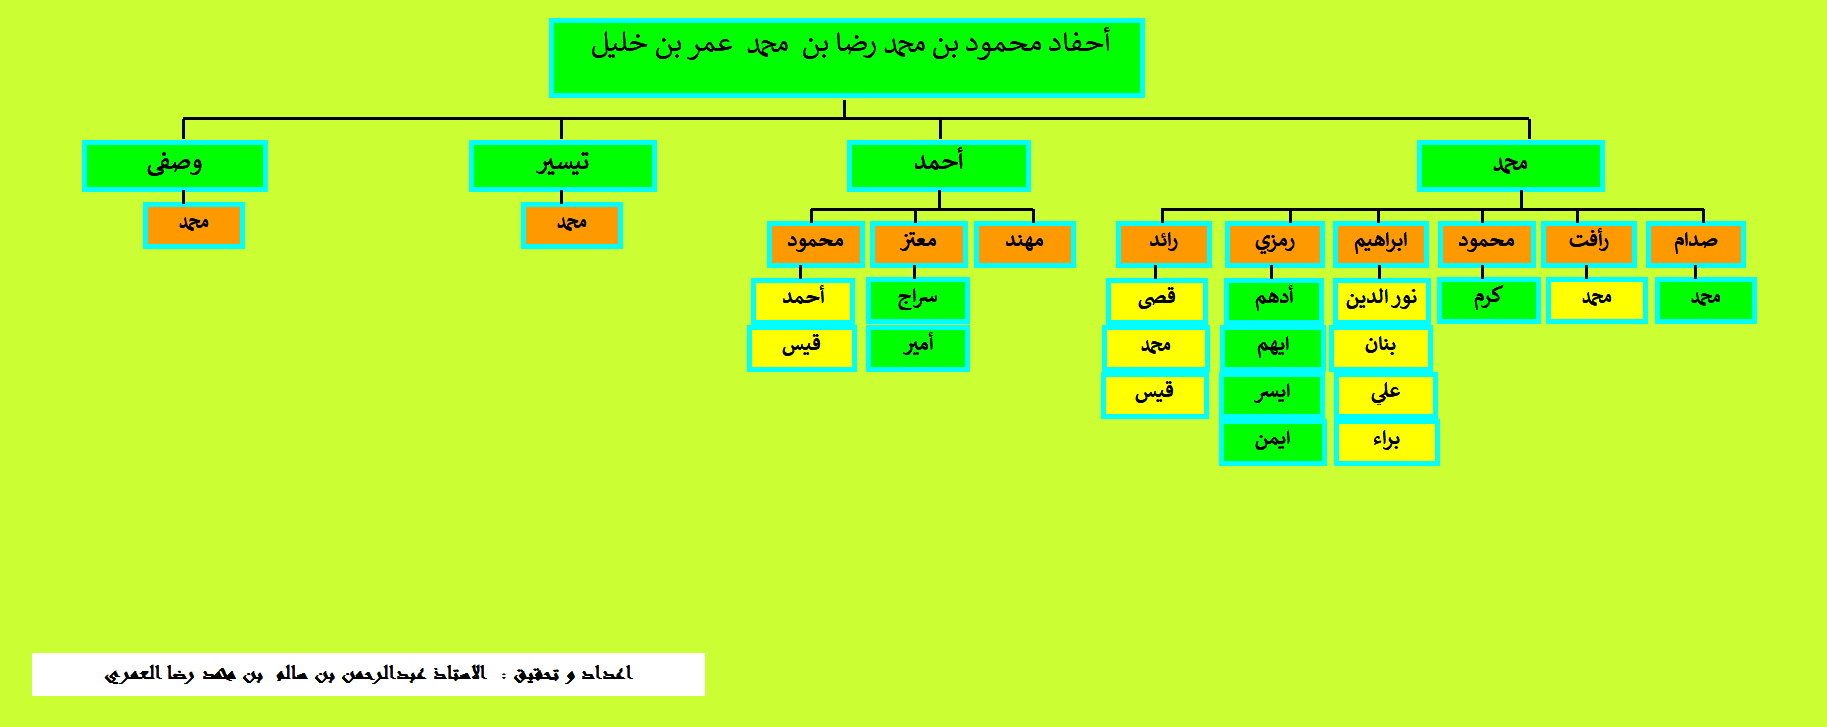 أحفاد محمود بن محمد رضا بن محمد عمر بن خليل
محمد
أحمد
تيسير
وصفى
صدام
رأفت
محمود
ابراهيم
رمزي
رائد
مهند
معتز
محمود
محمد
محمد
محمد
محمد
كرم
نور الدين
أدهم
قصى
سراج
أحمد
بنان
ايهم
محمد
أمير
قيس
علي
ايسر
قيس
براء
ايمن
اعداد و تحقيق : الاستاذ عبدالرحمن بن سالم بن محمد رضا العمري